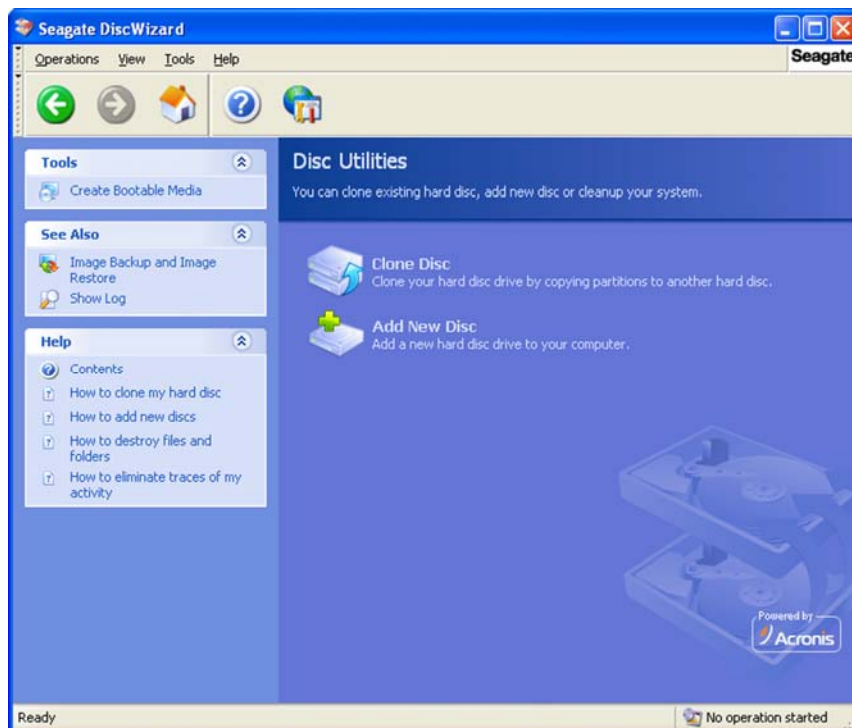 Seagate DiscWizard
Operations View Tools Help
Seagate
Tools
Create Bootable Media
See Also
Image Backup and Image
Restore
Show Log
Help
Contents
How to clone my hard disc
How to add new discs
How to destroy files and
folders
How to eliminate traces of my
activity
Disc Utilities
You can clone existing hard disc, add new disc or cleanup your system.
Clone Disc
Clone your hard disc drive by copying partitions to another hard disc.
Add New Disc
Add a new hard disc drive to your computer.
Powered by
Acronis
Ready
No operation started